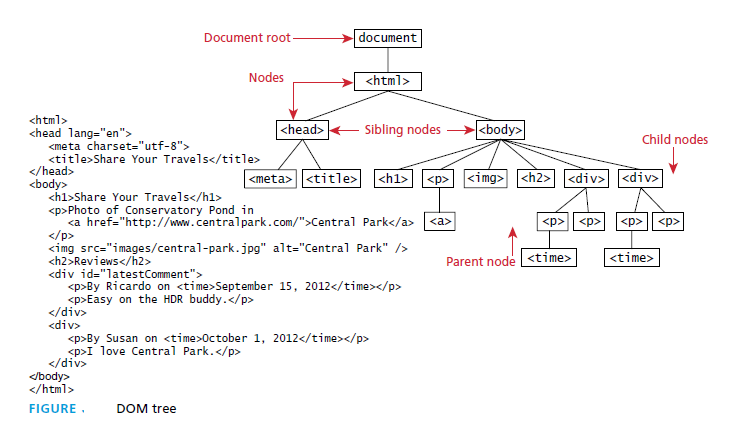 Document root
document
Nodes
<html>
<head>
Sibling nodes
<body>
Child nodes
<meta> <title> <h1> <p> <img> <h2> <div> <div>
<a> <p> <p> <p> <p>
Parent node
<time> <time>
<html>
<head lang="en">
<meta charset="utf-8">
<title>Share Your Travels</title>
</head>
<body>
<h1>Share Your Travels</h1>
<p>Photo of Conservatory Pond in
<a href="http://www.centralpark.com/">Central Park</a>
</p>
<img src="images/central-park.jpg" alt="Central Park" />
<h2>Reviews</h2>
<div id="latestComment">
<p>By Ricardo on <time>September 15, 2012</time></p>
<p>Easy on the HDR buddy.</p>
</div>
<div>
<p>By Susan on <time>October 1, 2012</time></p>
<p>I love Central Park.</p>
</div>
</body>
</html>
FIGURE . DOM tree